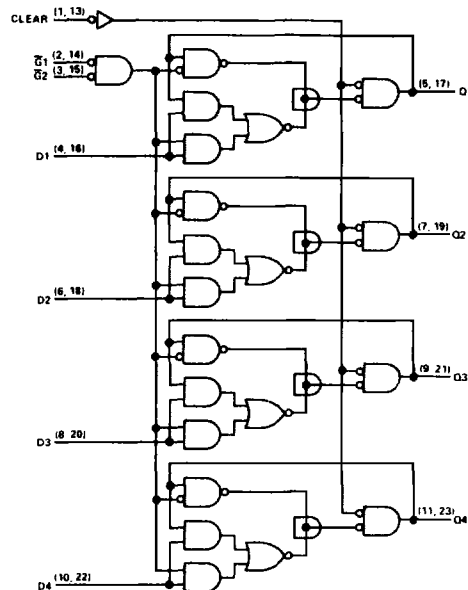 CLEAR (1, 13)
G1 (2, 14)
G2 (3, 15)
(5, 17) Q
D1 (4, 16)
(7, 19) Q2
D2 (6, 18)
(9, 21) Q3
D3 (8, 20)
(11, 23) Q4
D4 (10, 22)